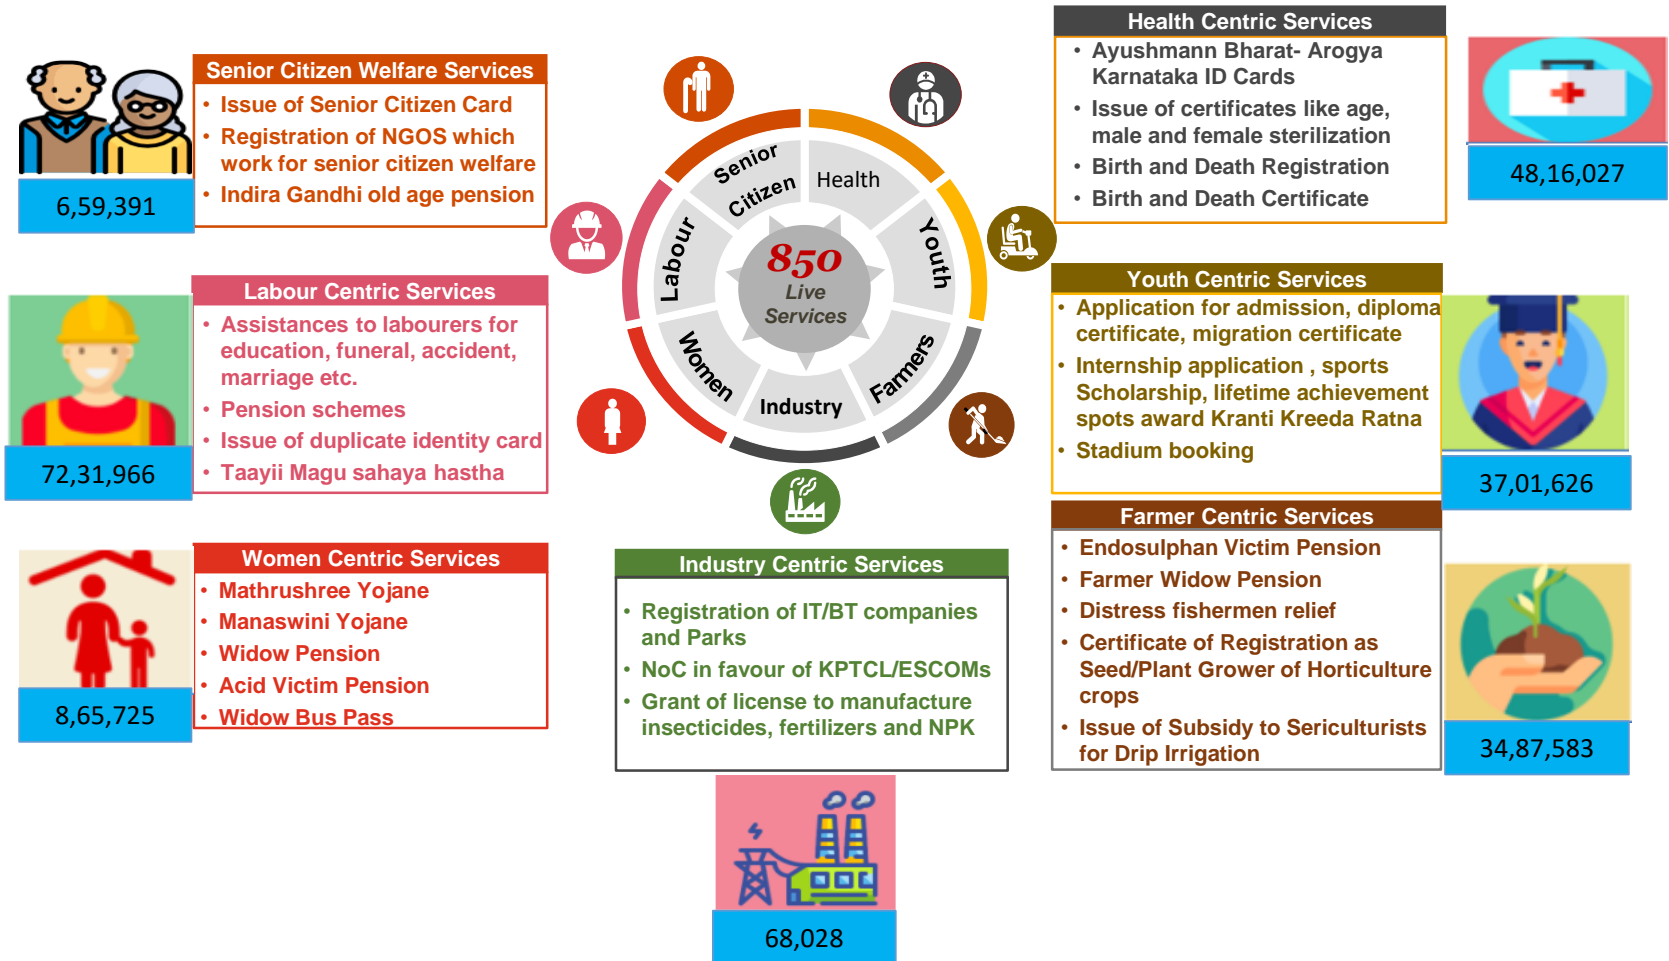 Senior Citizen Welfare Services
• Issue of Senior Citizen Card
• Registration of NGOS which
work for senior citizen welfare
• Indira Gandhi old age pension
6,59,391
Labour Centric Services
• Assistances to labourers for
education, funeral, accident,
marriage etc.
• Pension schemes
• Issue of duplicate identity card
• Taayii Magu sahaya hastha
72,31,966
Women Centric Services
• Mathrushree Yojane
• Manaswini Yojane
• Widow Pension
• Acid Victim Pension
• Widow Bus Pass
8,65,725
Senior
Citizen
Health
Youth
Farmers
Industry
Women
Labour
850
Live
Services
Industry Centric Services
• Registration of IT/BT companies
and Parks
• NoC in favour of KPTCL/ESCOMs
• Grant of license to manufacture
insecticides, fertilizers and NPK
68,028
Health Centric Services
• Ayushmann Bharat- Arogya
Karnataka ID Cards
• Issue of certificates like age,
male and female sterilization
• Birth and Death Registration
• Birth and Death Certificate
48,16,027
Youth Centric Services
• Application for admission, diploma
certificate, migration certificate
• Internship application , sports
Scholarship, lifetime achievement
spots award Kranti Kreeda Ratna
• Stadium booking
37,01,626
Farmer Centric Services
• Endosulphan Victim Pension
• Farmer Widow Pension
• Distress fishermen relief
• Certificate of Registration as
Seed/Plant Grower of Horticulture
crops
• Issue of Subsidy to Sericulturists
for Drip Irrigation
34,87,583